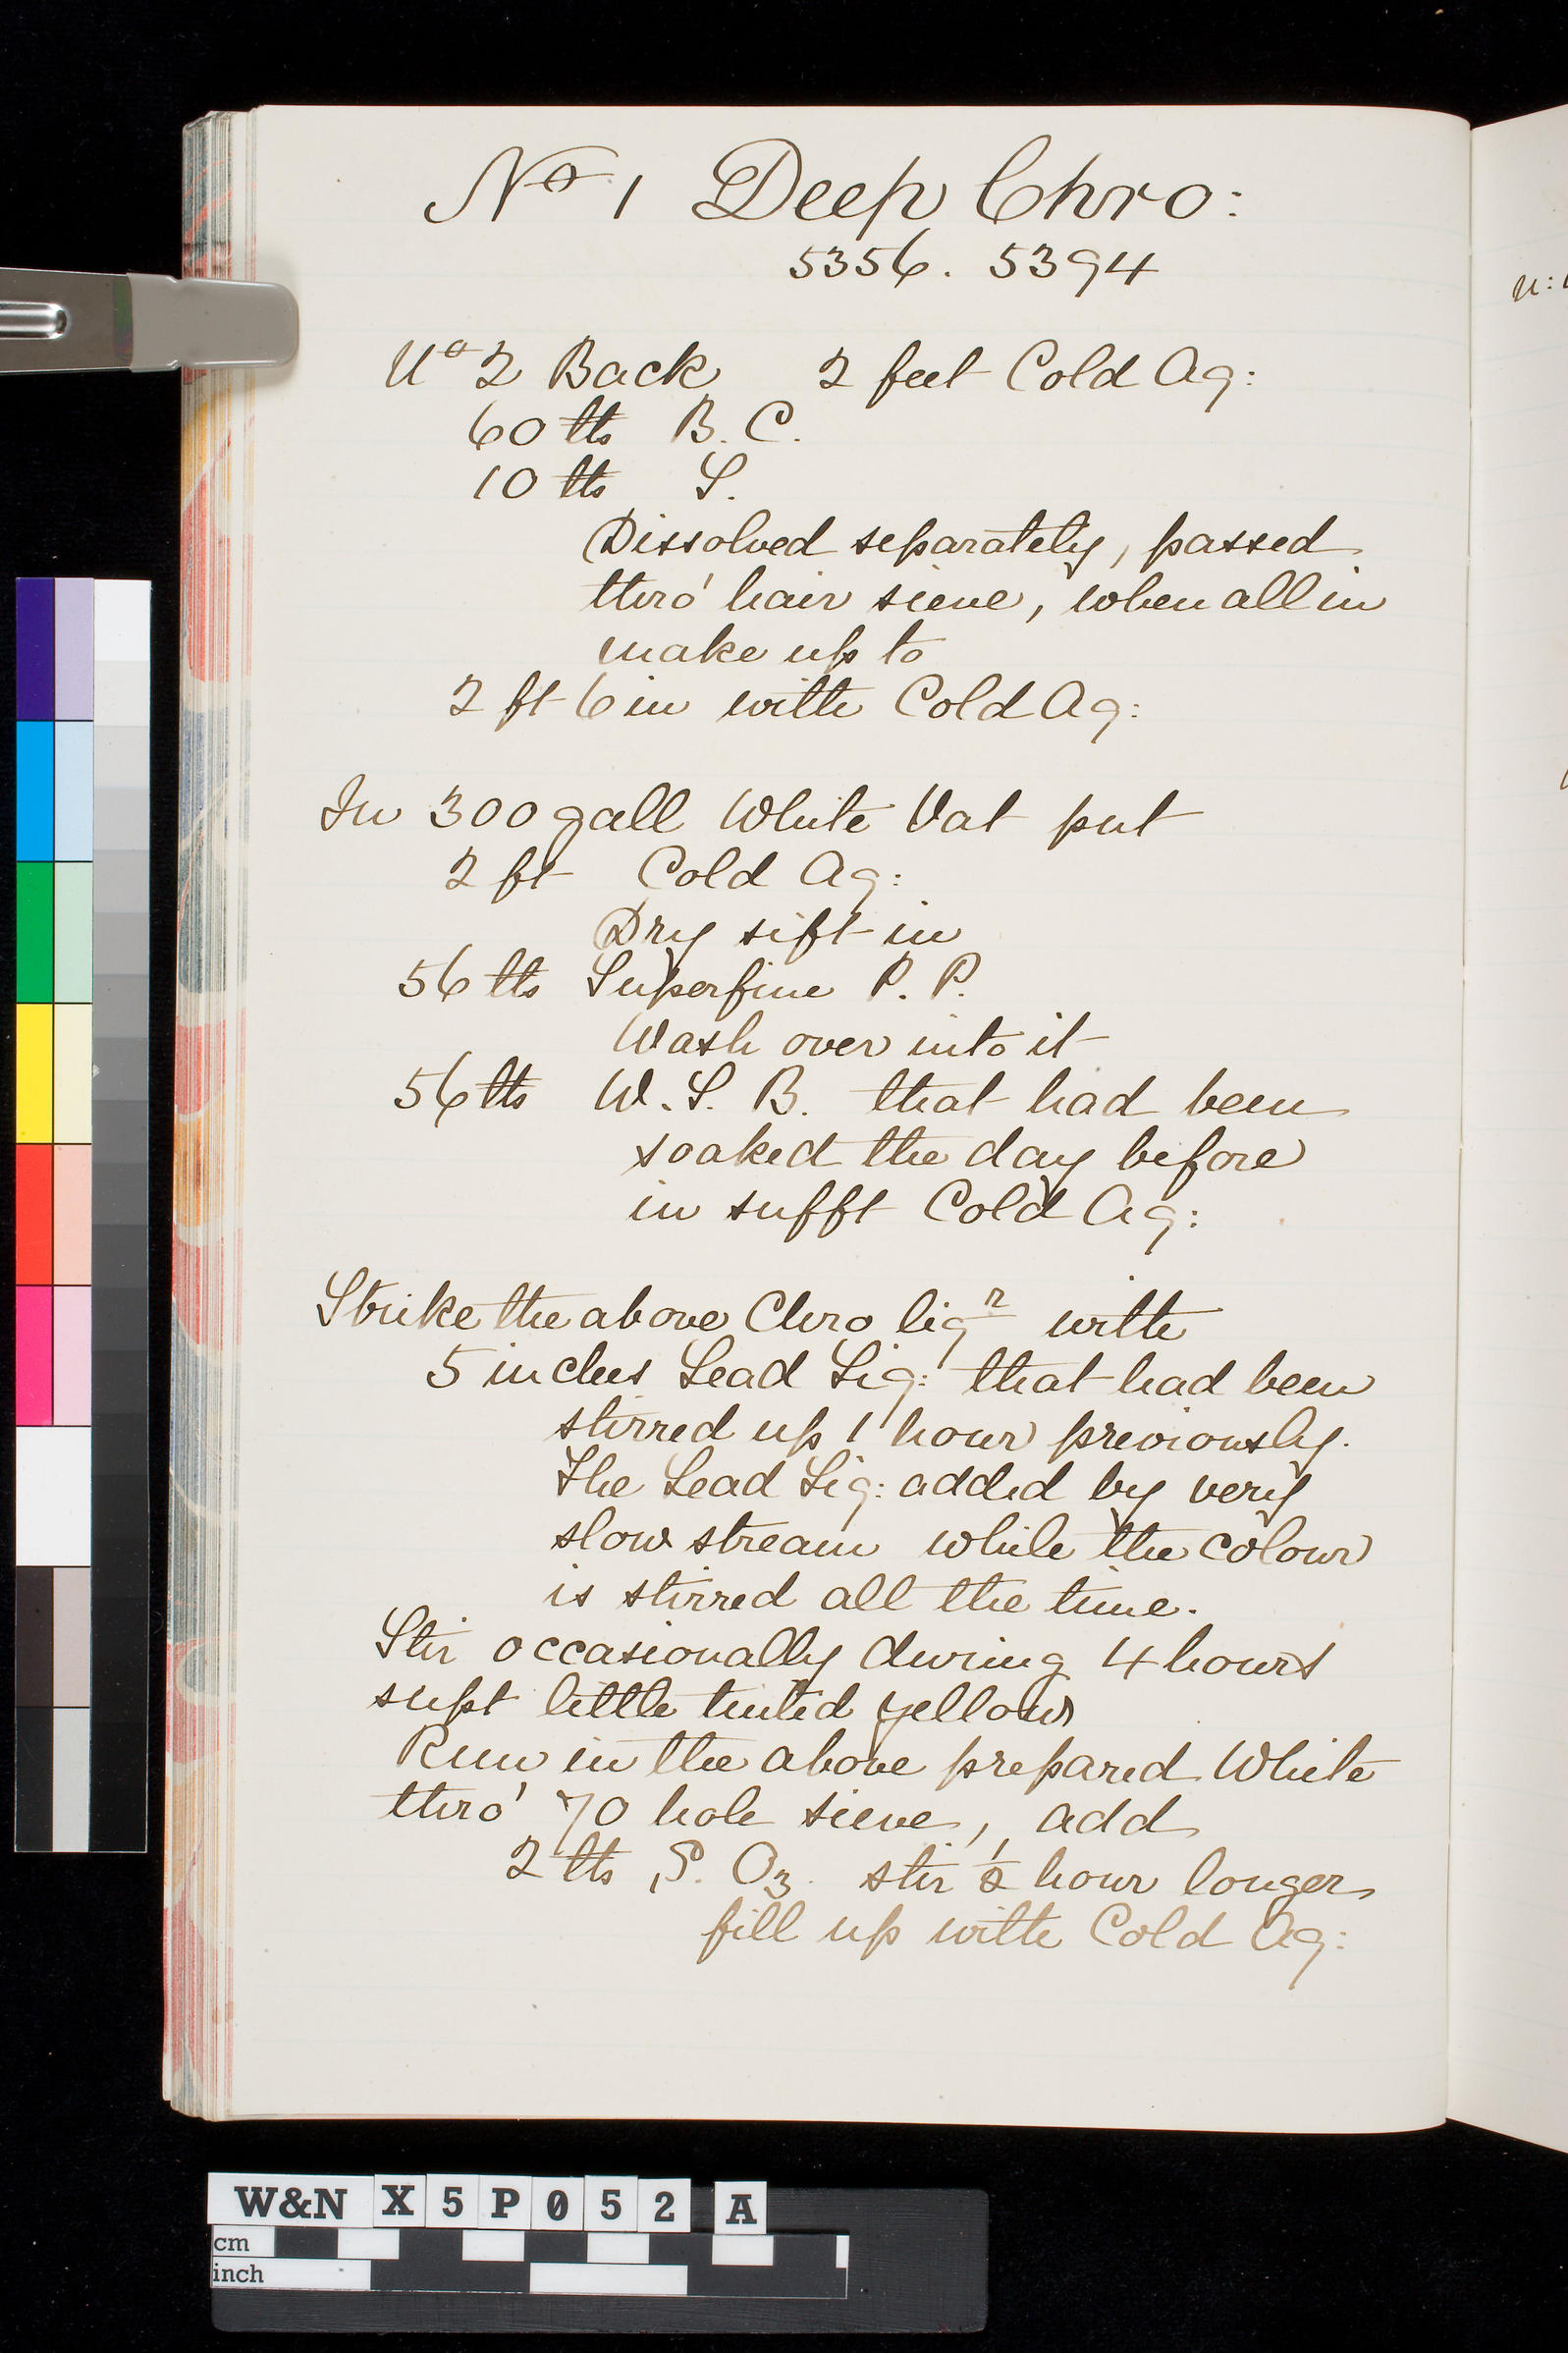 No 1 Deep Chro:
5356. 5394
No 2 Back 2 feet Cold Aq:
60 lbs B. C.
10 lbs S.
Dissolved separately, passed
thro' hair sieve, when all in
make up to
2 ft 6 in with Cold Aq:
In 300 gall White Vat put
2 ft Cold Aq:
Dry sift in
56 lbs Superfine P. P.
Wash over into it
56 lbs W. S. B. that had been
soaked the day before
in sufft Cold Aq:
Strike the above Chro liqr with
5 inches Lead Liq: that had been
stirred up 1 hour previously.
The Lead Liq: added by very
slow stream while the colour
is stirred all the time.
Stir occasionally during 4 hours
supt little tinted yellow
Run in the above prepared White
thro' 70 hole sieve, add
2 lbs S. Oz. stir ½ hour longer
fill up with Cold Aq:
W&N X5P052 A
cm
inch